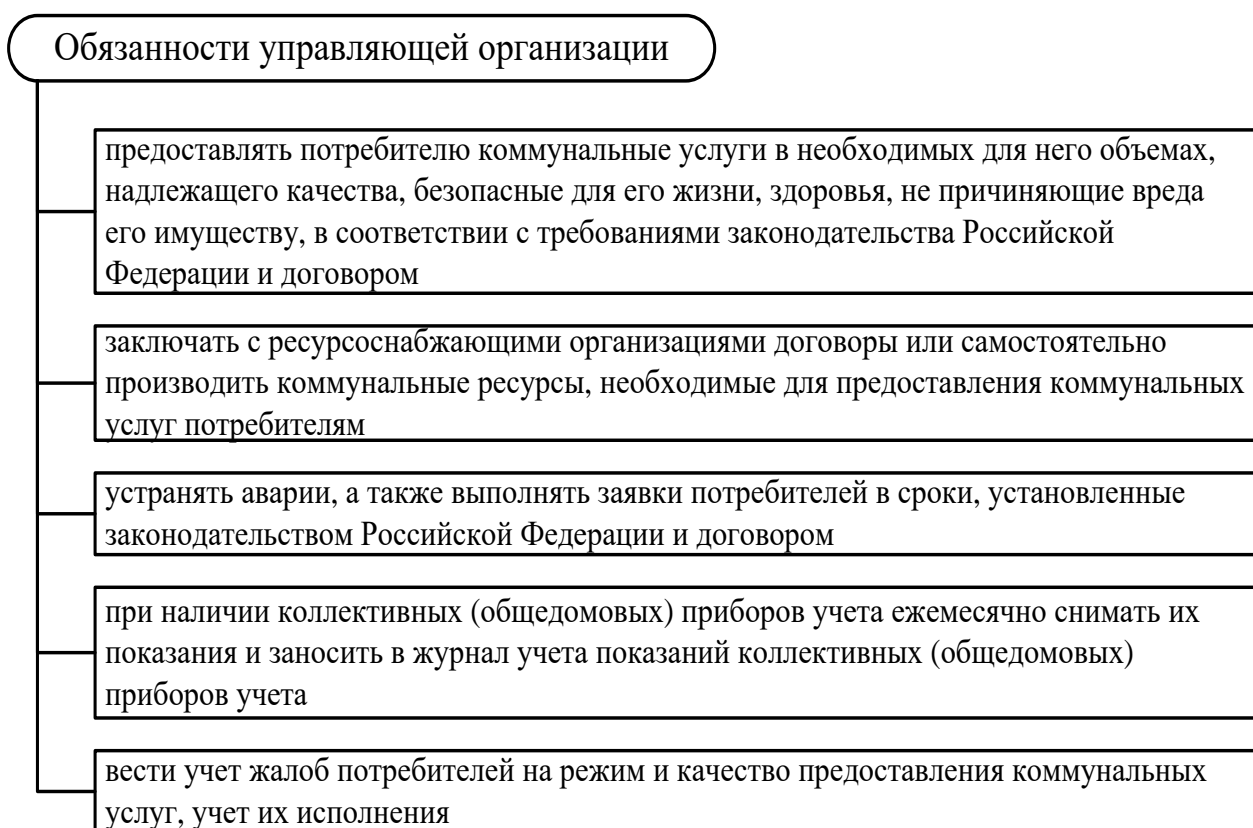 Обязанности управляющей организации
предоставлять потребителю коммунальные услуги в необходимых для него объемах,
надлежащего качества, безопасные для его жизни, здоровья, не причиняющие вреда
его имуществу, в соответствии с требованиями законодательства Российской
Федерации и договором
заключать с ресурсоснабжающими организациями договоры или самостоятельно
производить коммунальные ресурсы, необходимые для предоставления коммунальных
услуг потребителям
устранять аварии, а также выполнять заявки потребителей в сроки, установленные
законодательством Российской Федерации и договором
при наличии коллективных (общедомовых) приборов учета ежемесячно снимать их
показания и заносить в журнал учета показаний коллективных (общедомовых)
приборов учета
вести учет жалоб потребителей на режим и качество предоставления коммунальных
услуг, учет их исполнения